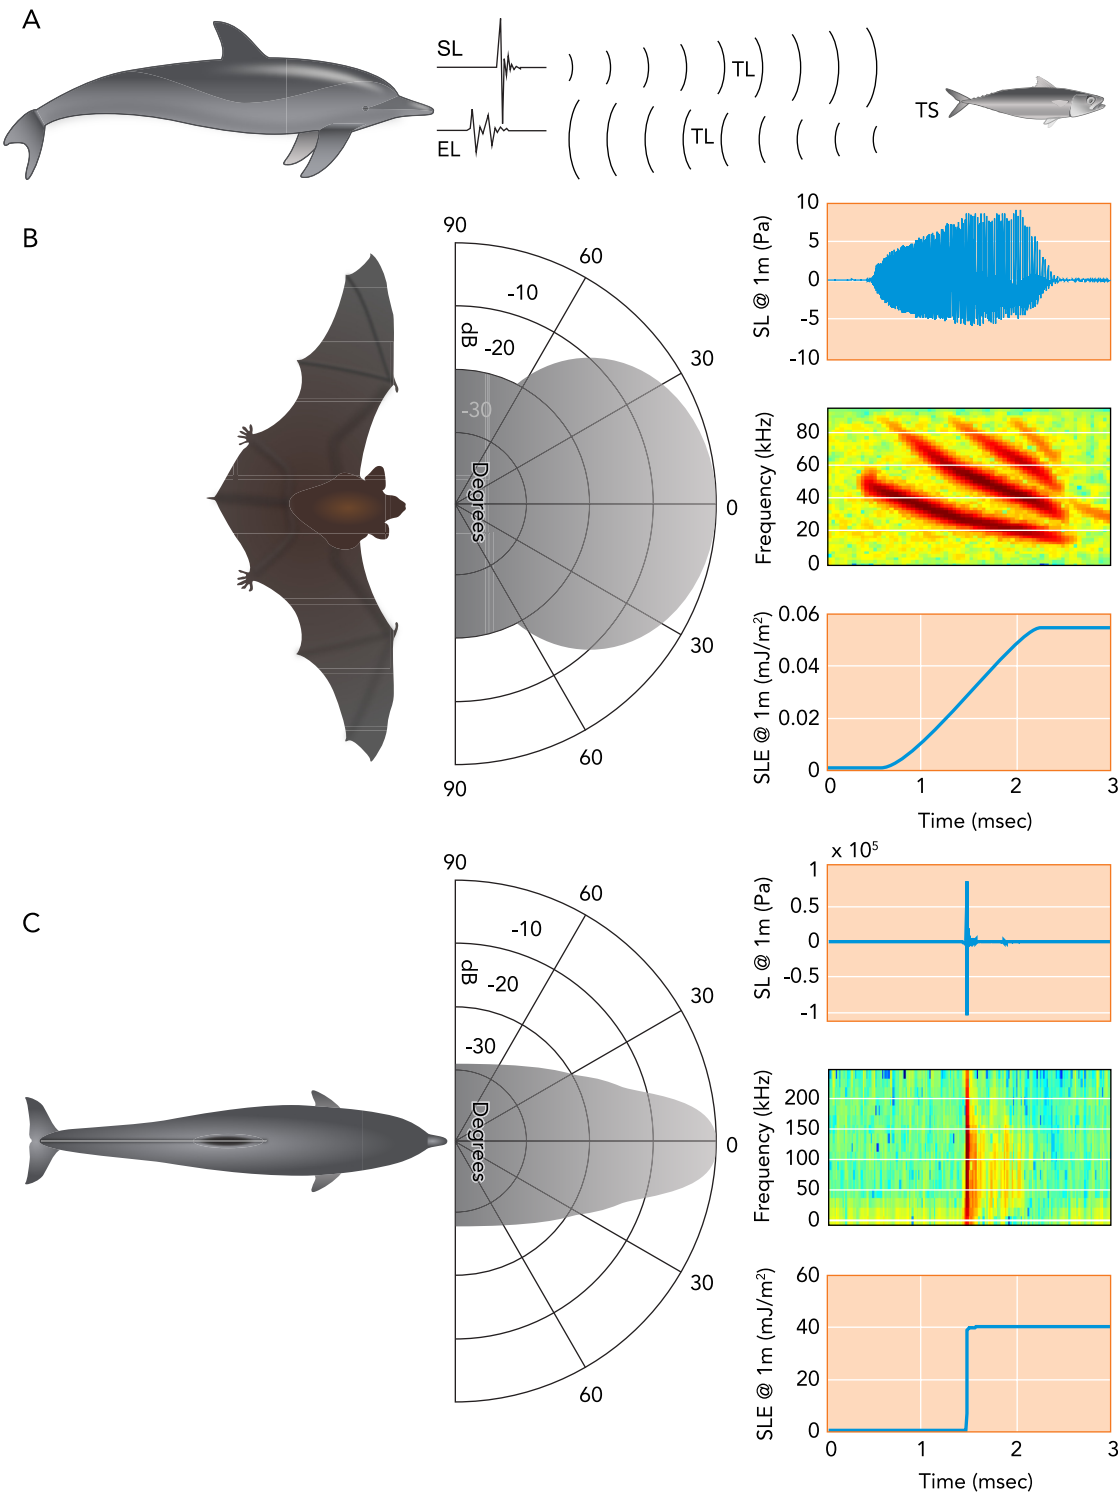 A
SL
EL
TL
TL
TS
B
90
60
30
0
30
60
90
-10
dB
-20
-30
Degrees
SL @ 1m (Pa)
10
5
0
-5
-10
Frequency (kHz)
80
60
40
20
0
SLE @ 1m (mJ/m²)
0.06
0.04
0.02
0
0
1
2
3
Time (msec)
C
90
60
30
0
30
60
-10
dB
-20
-30
Degrees
x 10⁵
SL @ 1m (Pa)
1
0.5
0
-0.5
-1
Frequency (kHz)
200
150
100
50
0
SLE @ 1m (mJ/m²)
60
40
20
0
0
1
2
3
Time (msec)